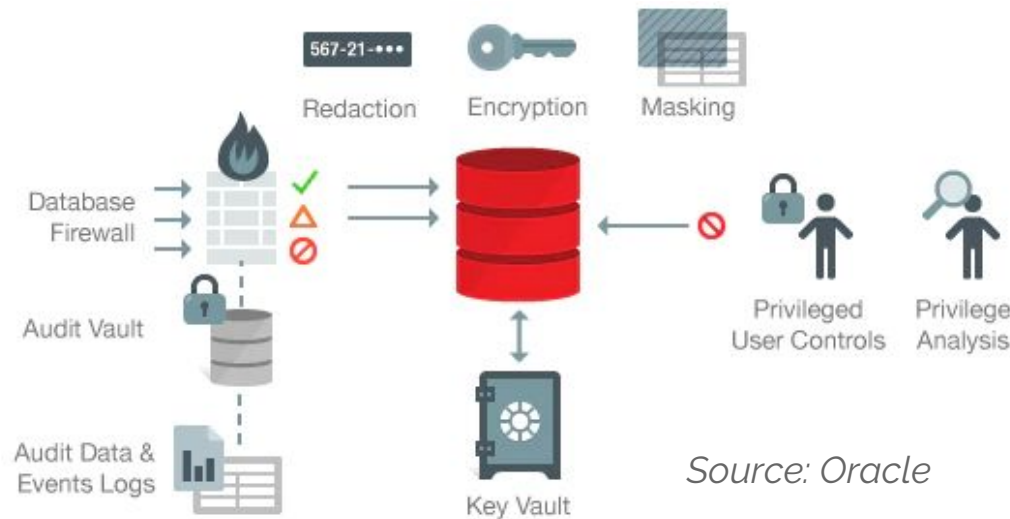 567-21-•••
Redaction
Encryption
Masking
Database
Firewall
Audit Vault
Privileged
User Controls
Privilege
Analysis
Audit Data &
Events Logs
Key Vault
Source: Oracle